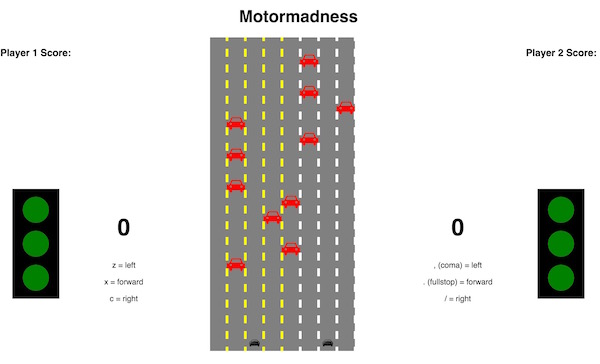 Motormadness
Player 1 Score:
Player 2 Score:
0
0
z = left
x = forward
c = right
, (coma) = left
. (fullstop) = forward
/ = right